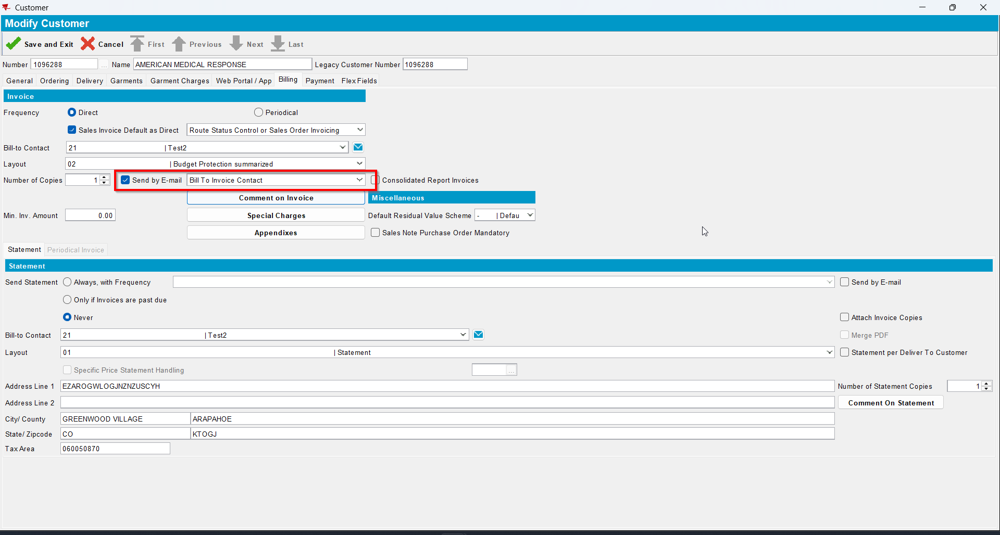 Customer
Modify Customer
Save and Exit Cancel First Previous Next Last
Number 1096288 ... Name AMERICAN MEDICAL RESPONSE Legacy Customer Number 1096288
General Ordering Delivery Garments Garment Charges Web Portal / App Billing Payment Flex Fields
Invoice
Frequency Direct Periodical
Sales Invoice Default as Direct Route Status Control or Sales Order Invoicing
Bill-to Contact 21 | Test2
Layout 02 | Budget Protection summarized
Number of Copies 1 Send by E-mail Bill To Invoice Contact Consolidated Report Invoices
Comment on Invoice Miscellaneous
Min. Inv. Amount 0.00 Special Charges Default Residual Value Scheme - | Defau
Appendixes Sales Note Purchase Order Mandatory
Statement Periodical Invoice
Statement
Send Statement Always, with Frequency Send by E-mail
Only if Invoices are past due
Never Attach Invoice Copies
Bill-to Contact 21 | Test2 Merge PDF
Layout 01 | Statement Statement per Deliver To Customer
Specific Price Statement Handling ...
Address Line 1 EZAROGWLOGJNZNZUSCYH Number of Statement Copies 1
Address Line 2 Comment On Statement
City/ County GREENWOOD VILLAGE ARAPAHOE
State/ Zipcode CO KTOGJ
Tax Area 060050870